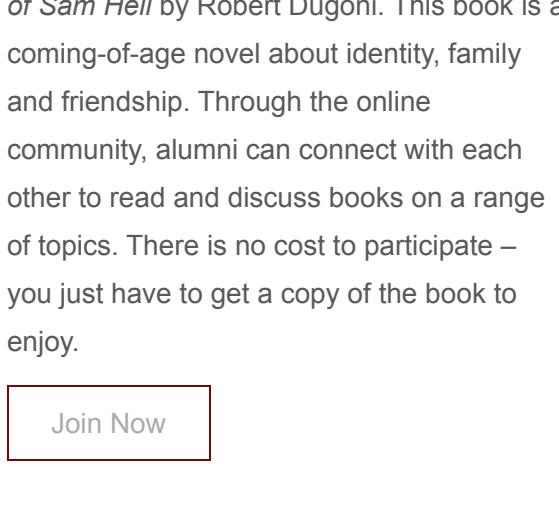 of Sam Hell by Robert Dugoni. This book is a
coming-of-age novel about identity, family
and friendship. Through the online
community, alumni can connect with each
other to read and discuss books on a range
of topics. There is no cost to participate –
you just have to get a copy of the book to
enjoy.
Join Now